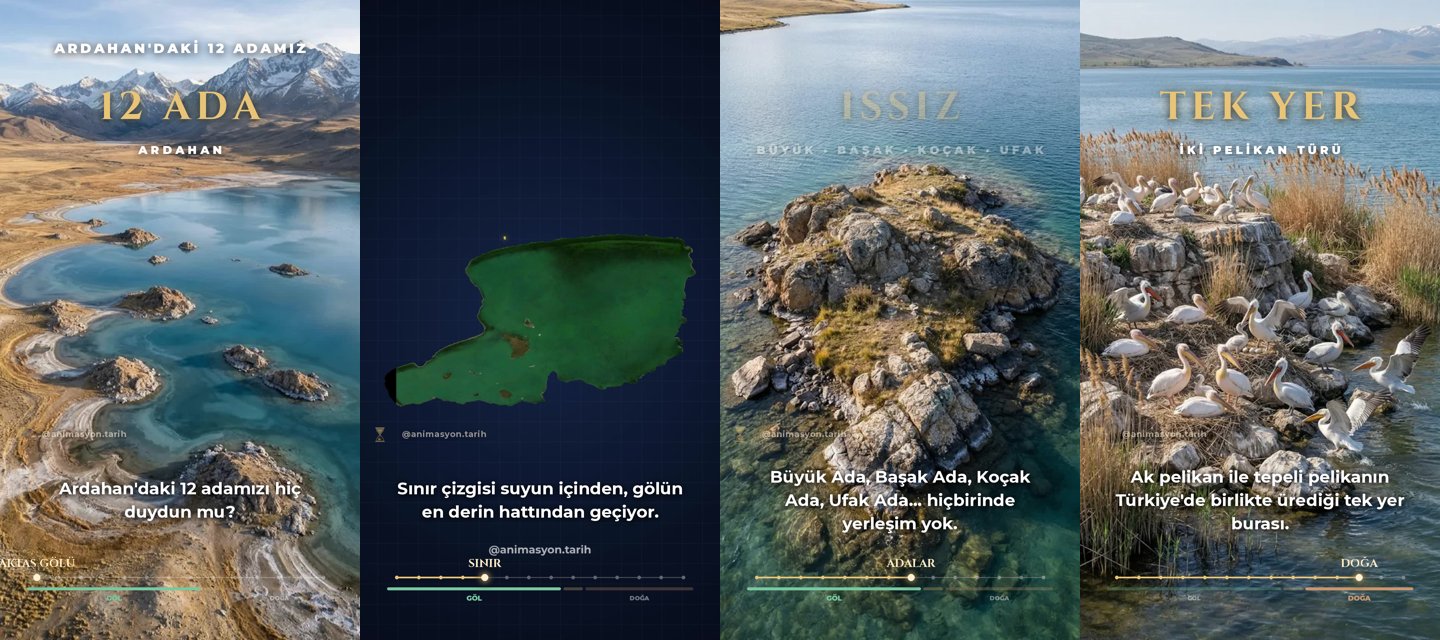 ARDAHAN'DAKİ 12 ADAMIZ
12 ADA
ARDAHAN
@animasyon.tarih
Ardahan'daki 12 adamızı hiç
duydun mu?
AKTAŞ GÖLÜ
GÖL
DOĞA
@animasyon.tarih
Sınır çizgisi suyun içinden, gölün
en derin hattından geçiyor.
@animasyon.tarih
SINIR
GÖL
DOĞA
ISSIZ
BÜYÜK • BAŞAK • KOÇAK • UFAK
@animasyon.tarih
Büyük Ada, Başak Ada, Koçak
Ada, Ufak Ada... hiçbirinde
yerleşim yok.
ADALAR
GÖL
DOĞA
TEK YER
İKİ PELİKAN TÜRÜ
@animasyon.tarih
Ak pelikan ile tepeli pelikanın
Türkiye'de birlikte ürediği tek yer
burası.
DOĞA
GÖL
DOĞA